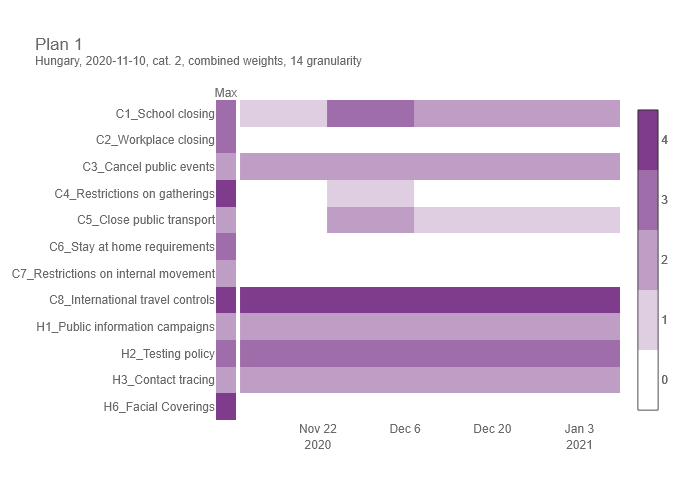 Plan 1
Hungary, 2020-11-10, cat. 2, combined weights, 14 granularity
Max
C1_School closing
C2_Workplace closing
C3_Cancel public events
C4_Restrictions on gatherings
C5_Close public transport
C6_Stay at home requirements
C7_Restrictions on internal movement
C8_International travel controls
H1_Public information campaigns
H2_Testing policy
H3_Contact tracing
H6_Facial Coverings
Nov 22 Dec 6 Dec 20 Jan 3
2020 2021
4
3
2
1
0